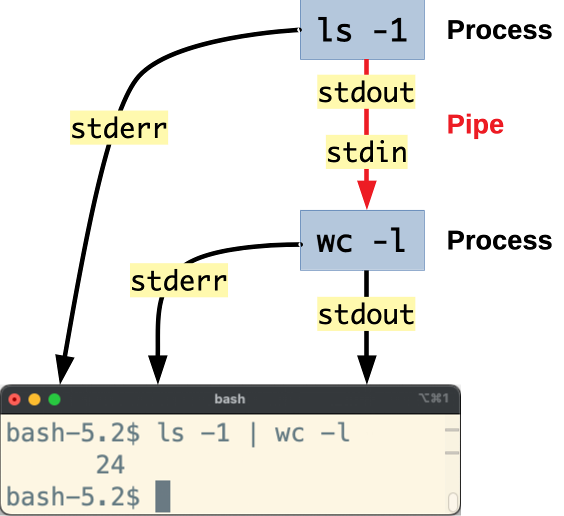 ls -1 Process
stdout
Pipe
stderr
stdin
wc -l Process
stderr
stdout
bash ⌥⌘1
bash-5.2$ ls -1 | wc -l
24
bash-5.2$